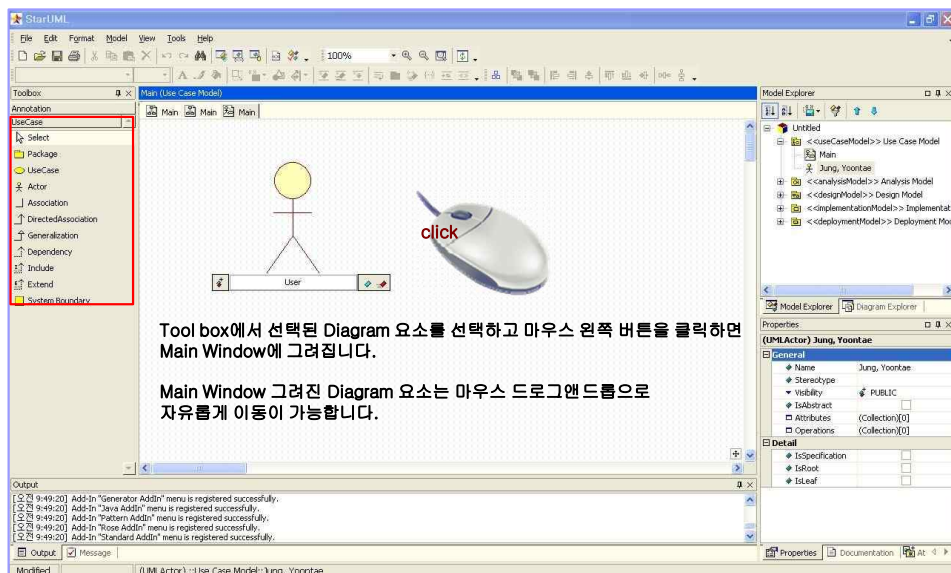 StarUML
File Edit Format Model View Tools Help
100%
Toolbox
Annotation
UseCase
Select
Package
UseCase
Actor
Association
DirectedAssociation
Generalization
Dependency
Include
Extend
System Boundary
Main (Use Case Model)
Main Main Main
click
User
Tool box에서 선택된 Diagram 요소를 선택하고 마우스 왼쪽 버튼을 클릭하면
Main Window에 그려집니다.
Main Window 그려진 Diagram 요소는 마우스 드로그앤드롭으로
자유롭게 이동이 가능합니다.
Model Explorer
Untitled
<<useCaseModel>> Use Case Model
Main
Jung, Yoontae
<<analysisModel>> Analysis Model
<<designModel>> Design Model
<<implementationModel>> Implementat
<<deploymentModel>> Deployment Moc
Model Explorer Diagram Explorer
Properties
(UMLActor) Jung, Yoontae
General
Name Jung, Yoontae
Stereotype
Visibility PUBLIC
IsAbstract
Attributes (Collection)[0]
Operations (Collection)[0]
Detail
IsSpecification
IsRoot
IsLeaf
Properties Documentation At
Output
[오전 9:49:20] Add-In "Generator AddIn" menu is registered successfully.
[오전 9:49:20] Add-In "Java AddIn" menu is registered successfully.
[오전 9:49:20] Add-In "Pattern AddIn" menu is registered successfully.
[오전 9:49:20] Add-In "Rose AddIn" menu is registered successfully.
[오전 9:49:20] Add-In "Standard AddIn" menu is registered successfully.
Output Message
Modified (UMLActor) ::Use Case Model::Jung, Yoontae